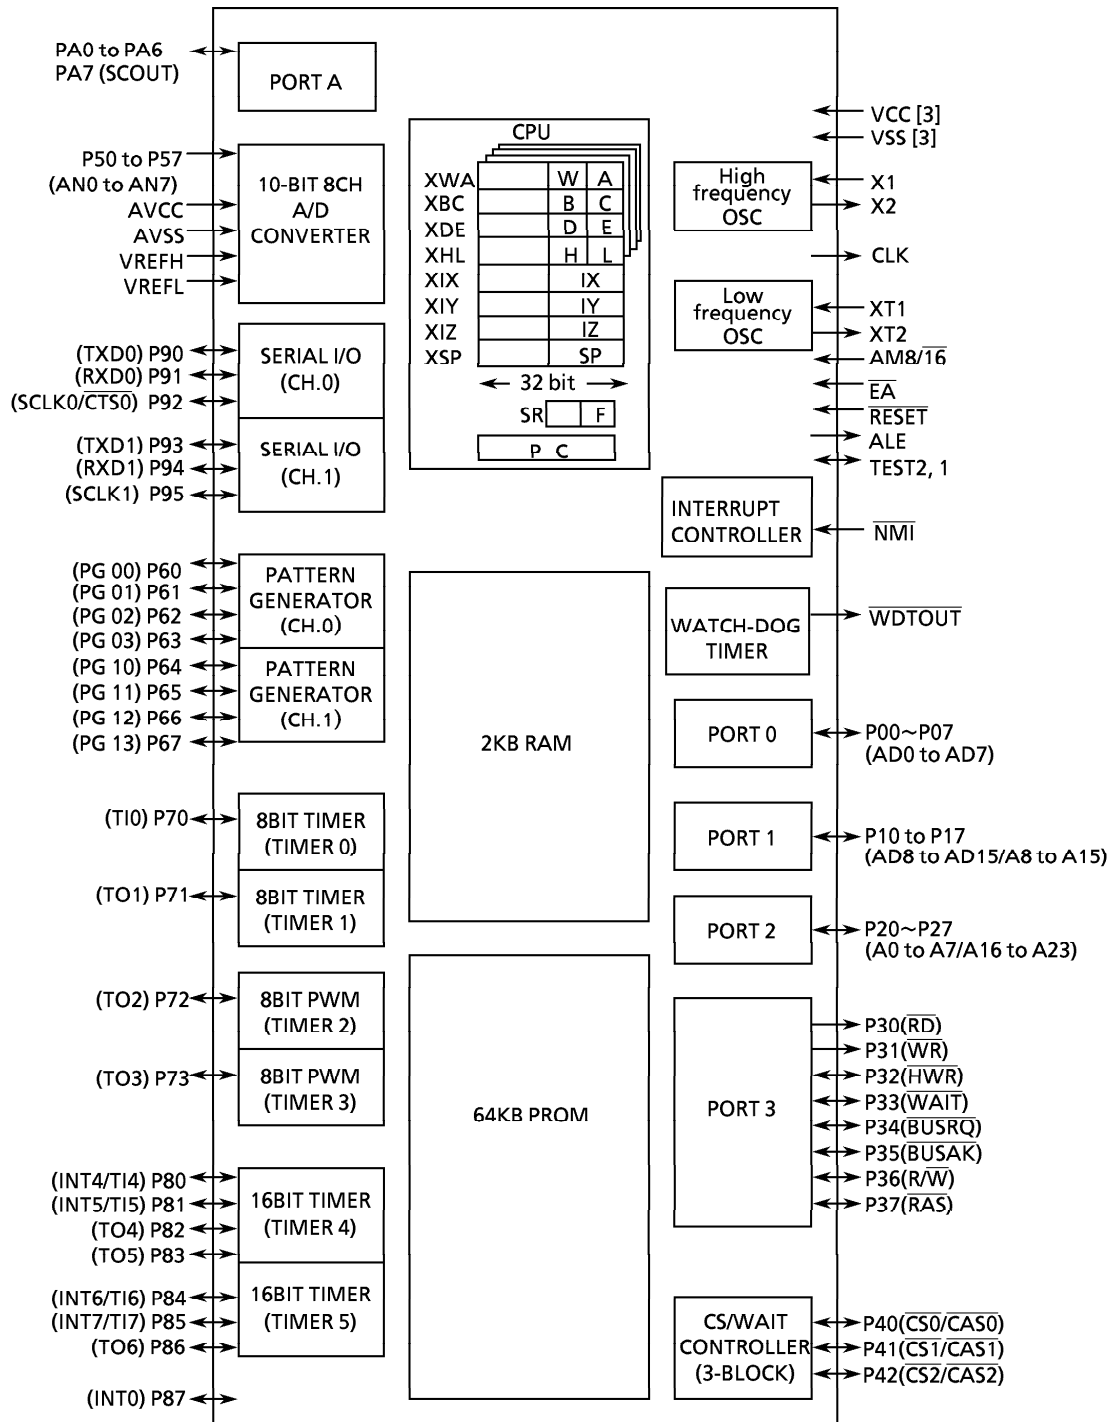 PA0 to PA6
PA7 (SCOUT)
PORT A
P50 to P57
(AN0 to AN7)
AVCC
AVSS
VREFH
VREFL
10-BIT 8CH
A/D
CONVERTER
(TXD0) P90
(RXD0) P91
(SCLK0/CTS0) P92
SERIAL I/O
(CH.0)
(TXD1) P93
(RXD1) P94
(SCLK1) P95
SERIAL I/O
(CH.1)
(PG 00) P60
(PG 01) P61
(PG 02) P62
(PG 03) P63
PATTERN
GENERATOR
(CH.0)
(PG 10) P64
(PG 11) P65
(PG 12) P66
(PG 13) P67
PATTERN
GENERATOR
(CH.1)
(TI0) P70
8BIT TIMER
(TIMER 0)
(TO1) P71
8BIT TIMER
(TIMER 1)
(TO2) P72
8BIT PWM
(TIMER 2)
(TO3) P73
8BIT PWM
(TIMER 3)
(INT4/TI4) P80
(INT5/TI5) P81
(TO4) P82
(TO5) P83
16BIT TIMER
(TIMER 4)
(INT6/TI6) P84
(INT7/TI7) P85
(TO6) P86
16BIT TIMER
(TIMER 5)
(INT0) P87
CPU
XWA W A
XBC B C
XDE D E
XHL H L
XIX IX
XIY IY
XIZ IZ
XSP SP
32 bit
SR F
P C
2KB RAM
64KB PROM
VCC [3]
VSS [3]
High
frequency
OSC
X1
X2
CLK
Low
frequency
OSC
XT1
XT2
AM8/16
EA
RESET
ALE
TEST2, 1
INTERRUPT
CONTROLLER
NMI
WATCH-DOG
TIMER
WDTOUT
PORT 0
P00~P07
(AD0 to AD7)
PORT 1
P10 to P17
(AD8 to AD15/A8 to A15)
PORT 2
P20~P27
(A0 to A7/A16 to A23)
PORT 3
P30(RD)
P31(WR)
P32(HWR)
P33(WAIT)
P34(BUSRQ)
P35(BUSAK)
P36(R/W)
P37(RAS)
CS/WAIT
CONTROLLER
(3-BLOCK)
P40(CS0/CAS0)
P41(CS1/CAS1)
P42(CS2/CAS2)